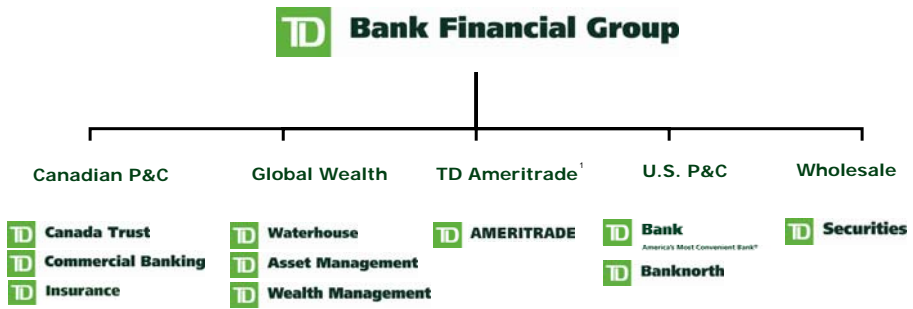 TD Bank Financial Group
Canadian P&C
Global Wealth
TD Ameritrade¹
U.S. P&C
Wholesale
TD Canada Trust
TD Commercial Banking
TD Insurance
TD Waterhouse
TD Asset Management
TD Wealth Management
TD AMERITRADE
TD Bank
America's Most Convenient Bank®
TD Banknorth
TD Securities